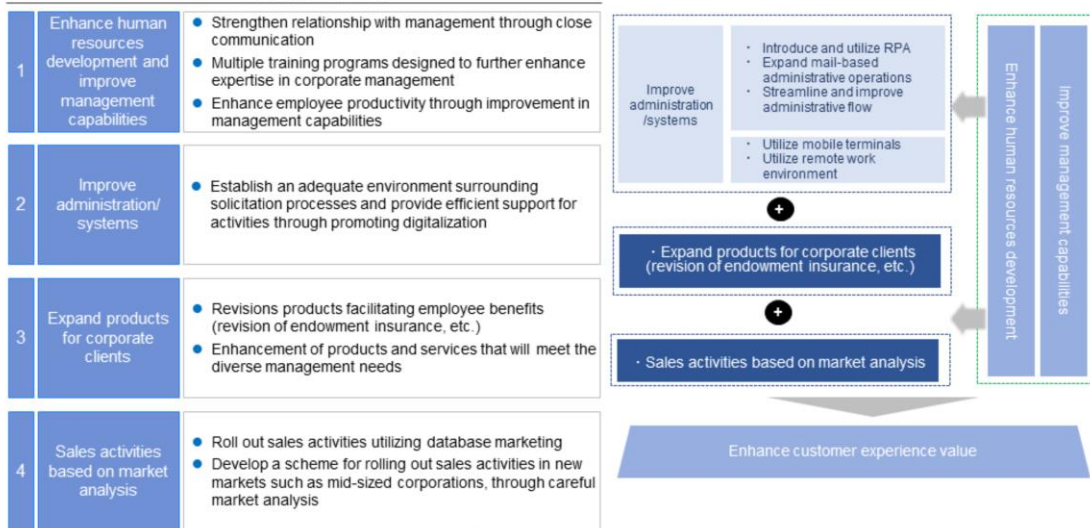 1
Enhance human
resources
development and
improve
management
capabilities
● Strengthen relationship with management through close
communication
● Multiple training programs designed to further enhance
expertise in corporate management
● Enhance employee productivity through improvement in
management capabilities
2
Improve
administration/
systems
● Establish an adequate environment surrounding
solicitation processes and provide efficient support for
activities through promoting digitalization
3
Expand products
for corporate
clients
● Revisions products facilitating employee benefits
(revision of endowment insurance, etc.)
● Enhancement of products and services that will meet the
diverse management needs
4
Sales activities
based on market
analysis
● Roll out sales activities utilizing database marketing
● Develop a scheme for rolling out sales activities in new
markets such as mid-sized corporations, through careful
market analysis
Improve
administration
/systems
・ Introduce and utilize RPA
・ Expand mail-based
administrative operations
・ Streamline and improve
administrative flow
・ Utilize mobile terminals
・ Utilize remote work
environment
+
・Expand products for corporate clients
(revision of endowment insurance, etc.)
+
・Sales activities based on market analysis
Enhance human resources development
Improve management capabilities
Enhance customer experience value